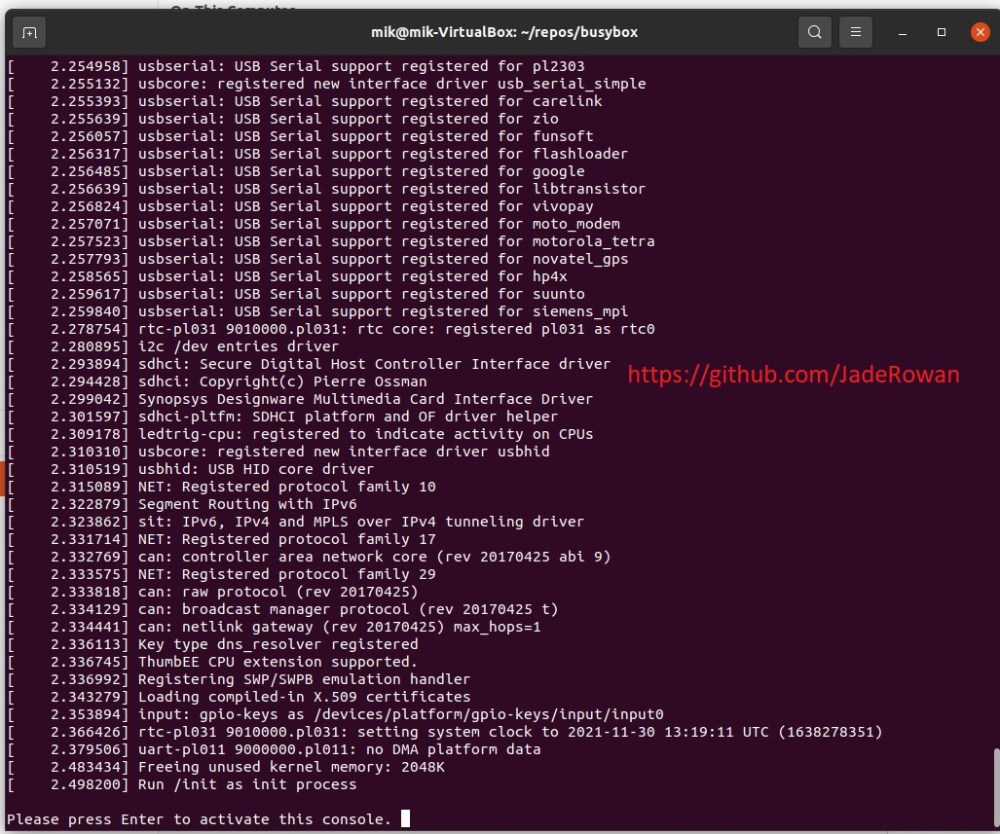 On This Computer
mik@mik-VirtualBox: ~/repos/busybox
[    2.254958] usbserial: USB Serial support registered for pl2303
[    2.255132] usbcore: registered new interface driver usb_serial_simple
[    2.255393] usbserial: USB Serial support registered for carelink
[    2.255639] usbserial: USB Serial support registered for zio
[    2.256057] usbserial: USB Serial support registered for funsoft
[    2.256317] usbserial: USB Serial support registered for flashloader
[    2.256485] usbserial: USB Serial support registered for google
[    2.256639] usbserial: USB Serial support registered for libtransistor
[    2.256824] usbserial: USB Serial support registered for vivopay
[    2.257071] usbserial: USB Serial support registered for moto_modem
[    2.257523] usbserial: USB Serial support registered for motorola_tetra
[    2.257793] usbserial: USB Serial support registered for novatel_gps
[    2.258565] usbserial: USB Serial support registered for hp4x
[    2.259617] usbserial: USB Serial support registered for suunto
[    2.259840] usbserial: USB Serial support registered for siemens_mpi
[    2.278754] rtc-pl031 9010000.pl031: rtc core: registered pl031 as rtc0
[    2.280895] i2c /dev entries driver
[    2.293894] sdhci: Secure Digital Host Controller Interface driver
https://github.com/JadeRowan
[    2.294428] sdhci: Copyright(c) Pierre Ossman
[    2.299042] Synopsys Designware Multimedia Card Interface Driver
[    2.301597] sdhci-pltfm: SDHCI platform and OF driver helper
[    2.309178] ledtrig-cpu: registered to indicate activity on CPUs
[    2.310310] usbcore: registered new interface driver usbhid
[    2.310519] usbhid: USB HID core driver
[    2.315089] NET: Registered protocol family 10
[    2.322879] Segment Routing with IPv6
[    2.323862] sit: IPv6, IPv4 and MPLS over IPv4 tunneling driver
[    2.331714] NET: Registered protocol family 17
[    2.332769] can: controller area network core (rev 20170425 abi 9)
[    2.333575] NET: Registered protocol family 29
[    2.333818] can: raw protocol (rev 20170425)
[    2.334129] can: broadcast manager protocol (rev 20170425 t)
[    2.334441] can: netlink gateway (rev 20170425) max_hops=1
[    2.336113] Key type dns_resolver registered
[    2.336745] ThumbEE CPU extension supported.
[    2.336992] Registering SWP/SWPB emulation handler
[    2.343279] Loading compiled-in X.509 certificates
[    2.353894] input: gpio-keys as /devices/platform/gpio-keys/input/input0
[    2.366426] rtc-pl031 9010000.pl031: setting system clock to 2021-11-30 13:19:11 UTC (1638278351)
[    2.379506] uart-pl011 9000000.pl011: no DMA platform data
[    2.483434] Freeing unused kernel memory: 2048K
[    2.498200] Run /init as init process
Please press Enter to activate this console.